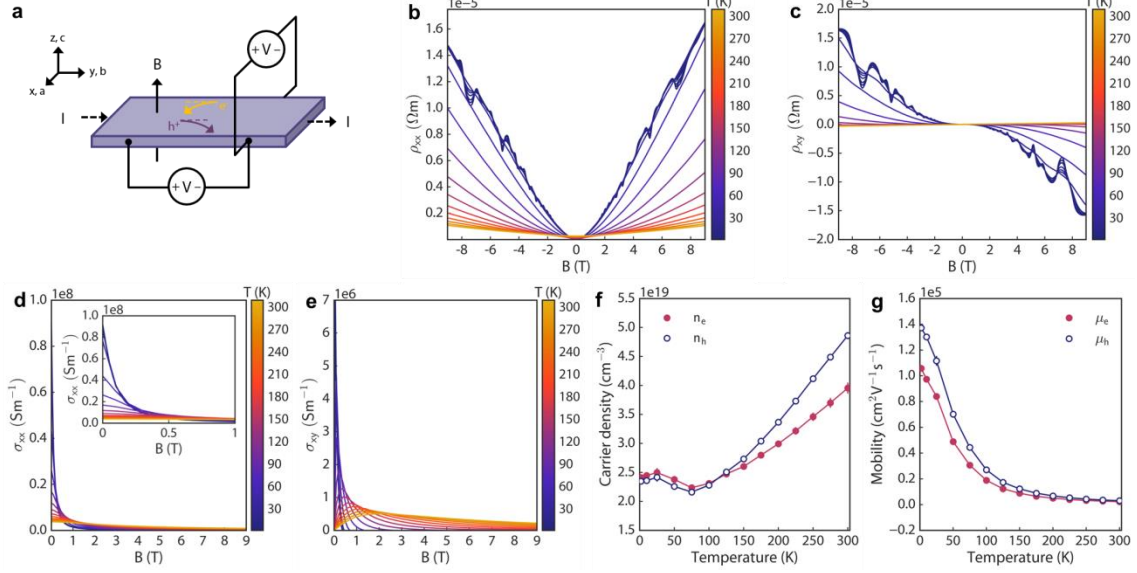 a
z, c
y, b
x, a
B
I
I
e⁻
h⁺
+ V −
+ V −
b
1e-5
T (K)
1.6
1.4
1.2
1.0
0.8
0.6
0.4
0.2
ρxx (Ωm)
-8 -6 -4 -2 0 2 4 6 8
B (T)
300
270
240
210
180
150
120
90
60
30
c
1e-5
T (K)
2.0
1.5
1.0
0.5
0.0
-0.5
-1.0
-1.5
-2.0
ρxy (Ωm)
-8 -6 -4 -2 0 2 4 6 8
B (T)
300
270
240
210
180
150
120
90
60
30
d
1e8
T (K)
1.0
0.8
0.6
0.4
0.2
0.0
σxx (Sm⁻¹)
0 1 2 3 4 5 6 7 8 9
B (T)
1e8
1.0
0.8
0.6
0.4
0.2
0.0
σxx (Sm⁻¹)
0 0.5 1
B (T)
300
270
240
210
180
150
120
90
60
30
e
1e6
T (K)
7
6
5
4
3
2
1
0
σxy (Sm⁻¹)
0 1 2 3 4 5 6 7 8 9
B (T)
300
270
240
210
180
150
120
90
60
30
f
1e19
5.5
5.0
4.5
4.0
3.5
3.0
2.5
2.0
1.5
Carrier density (cm⁻³)
nₑ
nₕ
0 50 100 150 200 250 300
Temperature (K)
g
1e5
1.6
1.4
1.2
1.0
0.8
0.6
0.4
0.2
0.0
-0.2
Mobility (cm²V⁻¹s⁻¹)
μₑ
μₕ
0 50 100 150 200 250 300
Temperature (K)